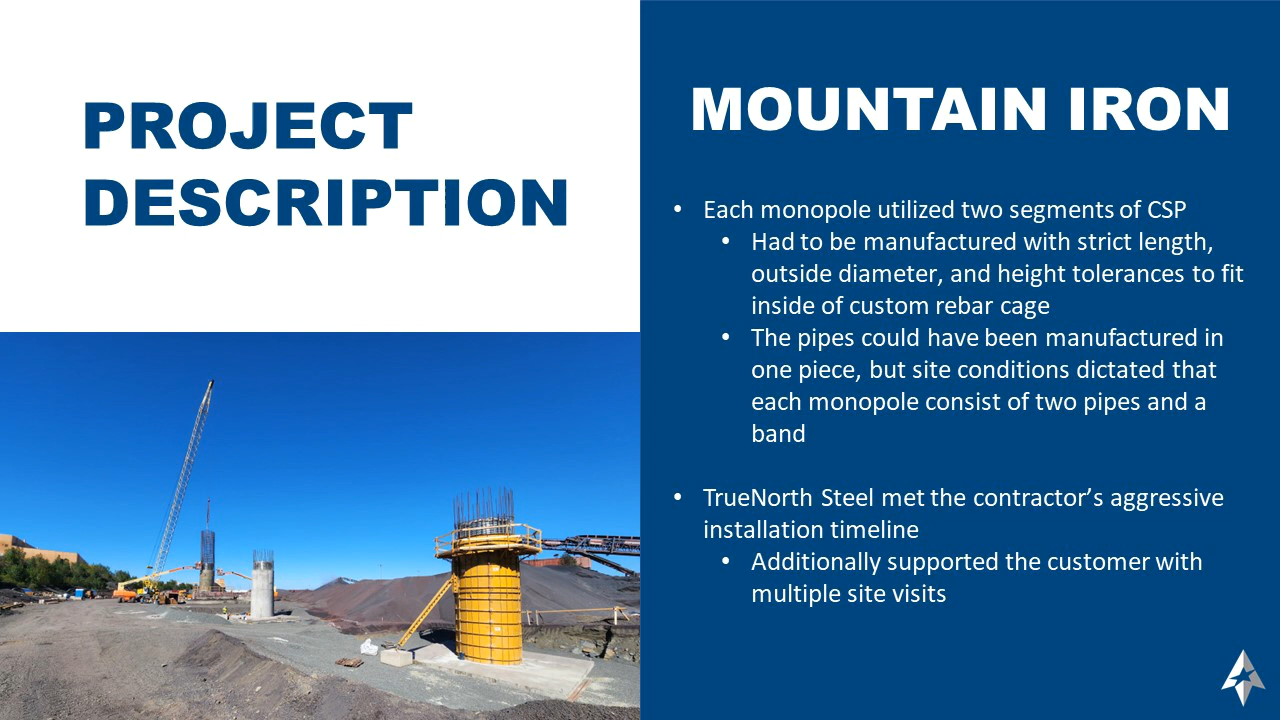 PROJECT
DESCRIPTION
MOUNTAIN IRON
• Each monopole utilized two segments of CSP
• Had to be manufactured with strict length,
outside diameter, and height tolerances to fit
inside of custom rebar cage
• The pipes could have been manufactured in
one piece, but site conditions dictated that
each monopole consist of two pipes and a
band
• TrueNorth Steel met the contractor’s aggressive
installation timeline
• Additionally supported the customer with
multiple site visits